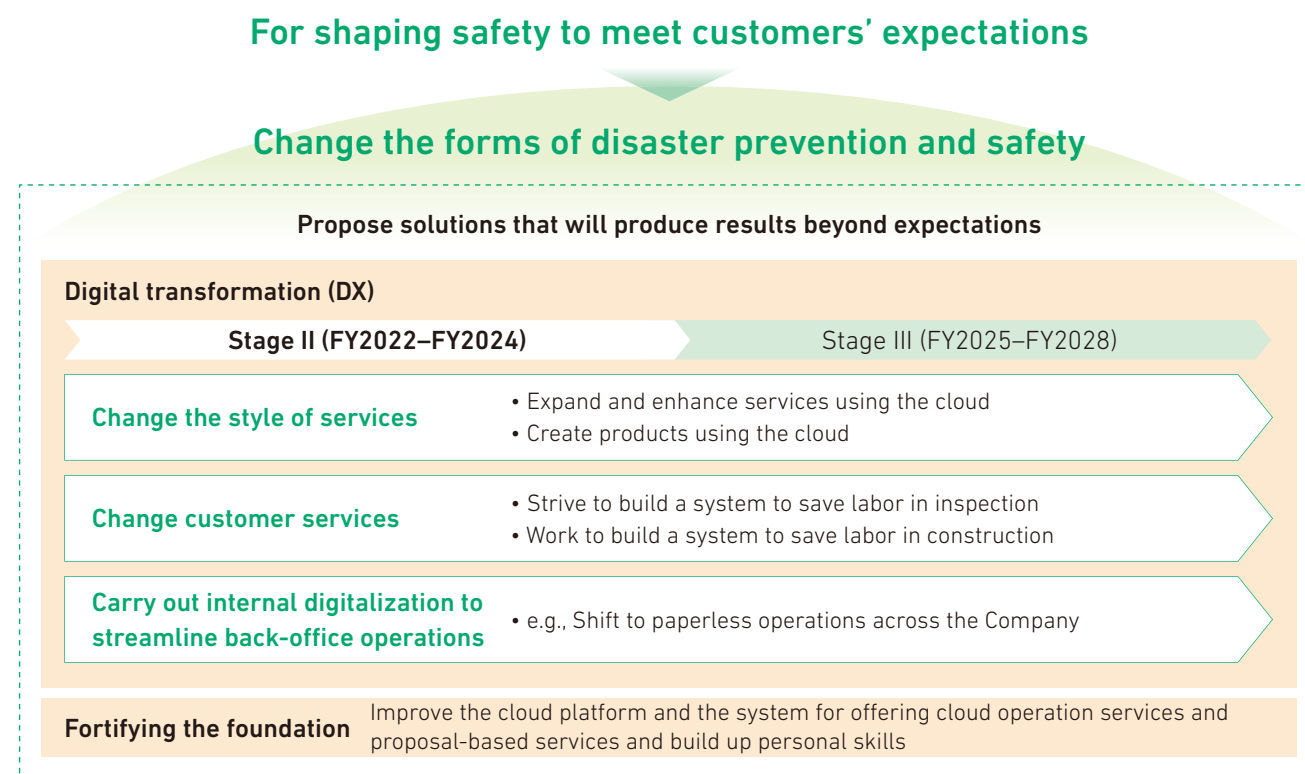 For shaping safety to meet customers’ expectations
Change the forms of disaster prevention and safety
Propose solutions that will produce results beyond expectations
Digital transformation (DX)
Stage II (FY2022–FY2024)
Stage III (FY2025–FY2028)
Change the style of services
• Expand and enhance services using the cloud
• Create products using the cloud
Change customer services
• Strive to build a system to save labor in inspection
• Work to build a system to save labor in construction
Carry out internal digitalization to
streamline back-office operations
• e.g., Shift to paperless operations across the Company
Fortifying the foundation
Improve the cloud platform and the system for offering cloud operation services and
proposal-based services and build up personal skills